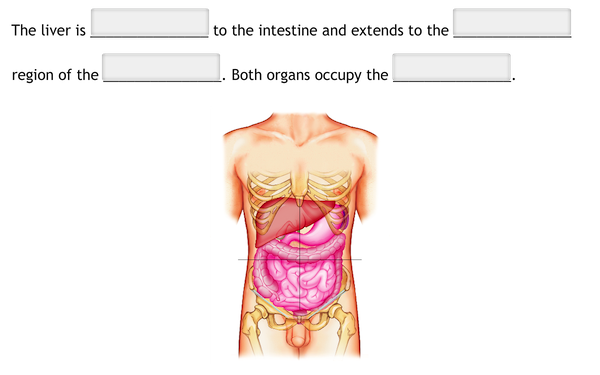 The liver is to the intestine and extends to the
region of the . Both organs occupy the .